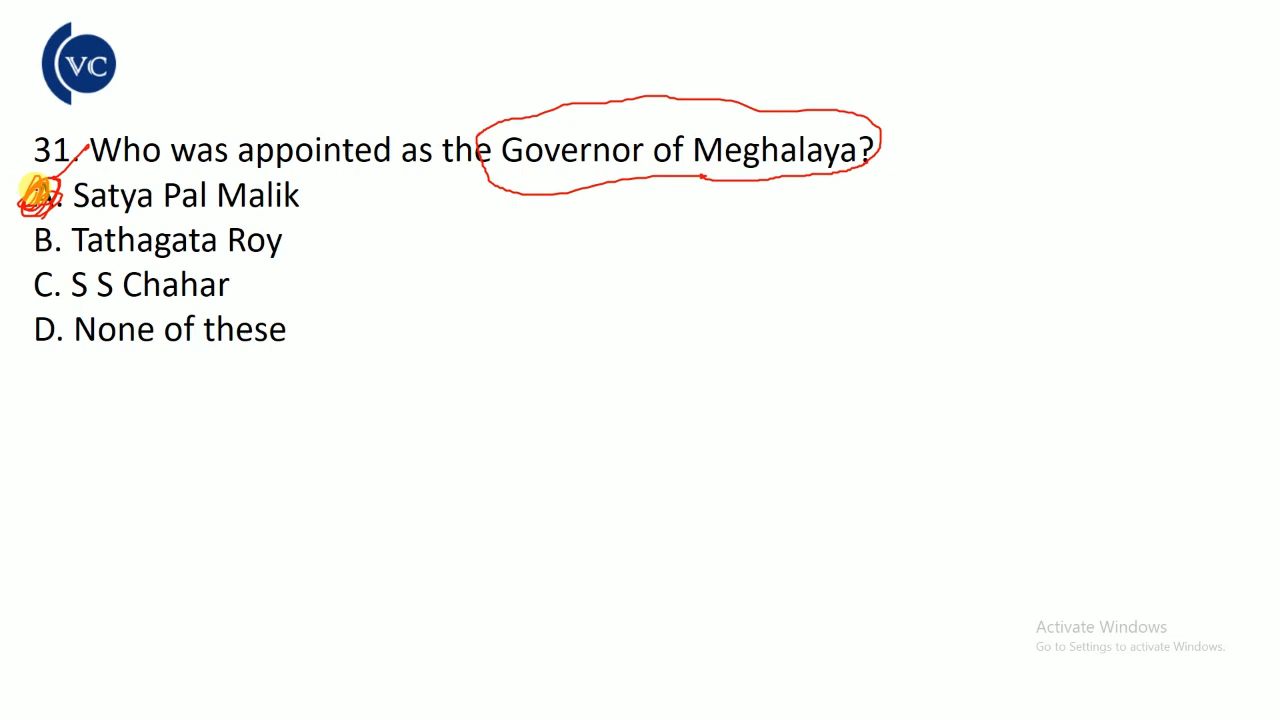 VC
31. Who was appointed as the Governor of Meghalaya?
A. Satya Pal Malik
B. Tathagata Roy
C. S S Chahar
D. None of these
Activate Windows
Go to Settings to activate Windows.